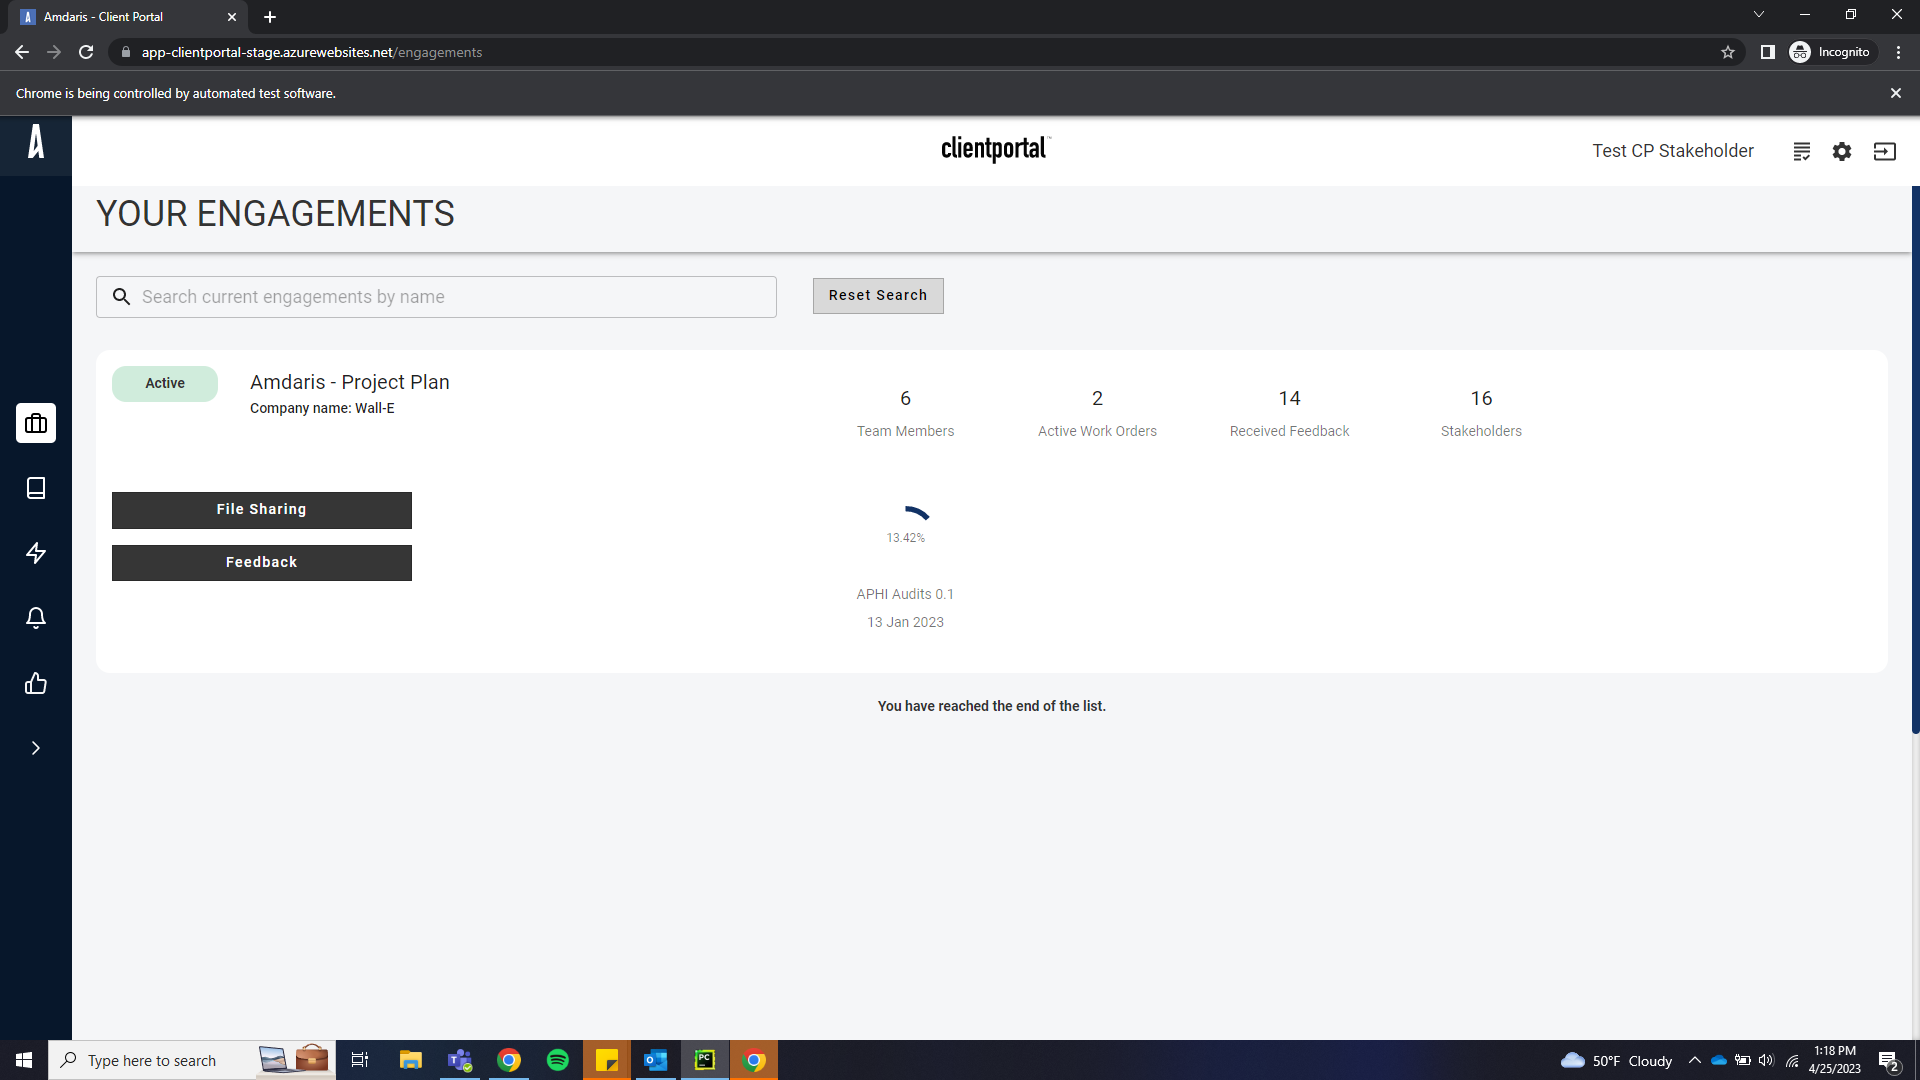 Amdaris - Client Portal
app-clientportal-stage.azurewebsites.net/engagements
Incognito
Chrome is being controlled by automated test software.
clientportal™
Test CP Stakeholder
YOUR ENGAGEMENTS
Search current engagements by name
Reset Search
Active
Amdaris - Project Plan
Company name: Wall-E
6
Team Members
2
Active Work Orders
14
Received Feedback
16
Stakeholders
File Sharing
Feedback
13.42%
APHI Audits 0.1
13 Jan 2023
You have reached the end of the list.
Type here to search
PC
50°F Cloudy
1:18 PM
4/25/2023
2